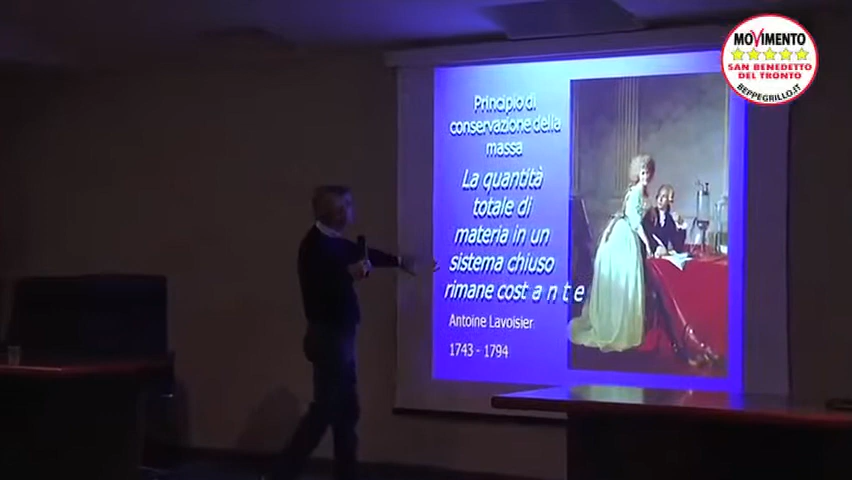 Principio di
conservazione della
massa
La quantità
totale di
materia in un
sistema chiuso
rimane costante
Antoine Lavoisier
1743 - 1794
MOVIMENTO
SAN BENEDETTO
DEL TRONTO
BEPPEGRILLO.IT